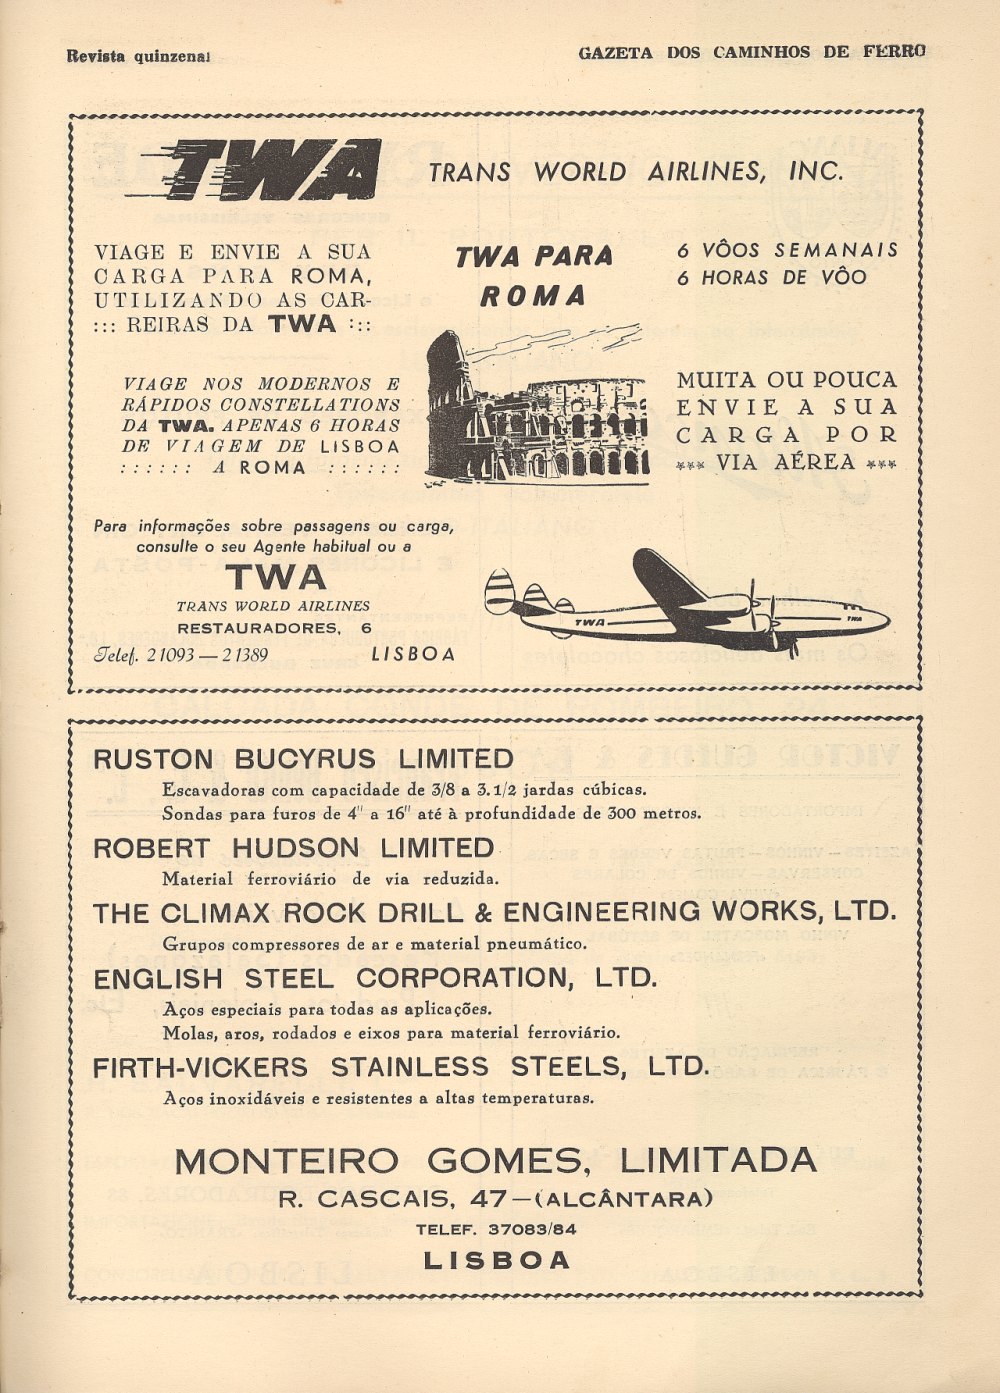 Revista quinzenal
GAZETA DOS CAMINHOS DE FERRO
TWA
TRANS WORLD AIRLINES, INC.
VIAGE E ENVIE A SUA
CARGA PARA ROMA,
UTILIZANDO AS CAR-
::: REIRAS DA TWA :::
TWA PARA
ROMA
6 VÔOS SEMANAIS
6 HORAS DE VÔO
VIAGE NOS MODERNOS E
RÁPIDOS CONSTELLATIONS
DA TWA. APENAS 6 HORAS
DE VIAGEM DE LISBOA
:::::: A ROMA ::::::
MUITA OU POUCA
ENVIE A SUA
CARGA POR
*** VIA AÉREA ***
Para informações sobre passagens ou carga,
consulte o seu Agente habitual ou a
TWA
TRANS WORLD AIRLINES
RESTAURADORES, 6
Telef. 21093 — 21389 LISBOA
TWA
TWA
RUSTON BUCYRUS LIMITED
Escavadoras com capacidade de 3/8 a 3.1/2 jardas cúbicas.
Sondas para furos de 4" a 16" até à profundidade de 300 metros.
ROBERT HUDSON LIMITED
Material ferroviário de via reduzida.
THE CLIMAX ROCK DRILL & ENGINEERING WORKS, LTD.
Grupos compressores de ar e material pneumático.
ENGLISH STEEL CORPORATION, LTD.
Aços especiais para todas as aplicações.
Molas, aros, rodados e eixos para material ferroviário.
FIRTH-VICKERS STAINLESS STEELS, LTD.
Aços inoxidáveis e resistentes a altas temperaturas.
MONTEIRO GOMES, LIMITADA
R. CASCAIS, 47 — (ALCÂNTARA)
TELEF. 37083/84
LISBOA